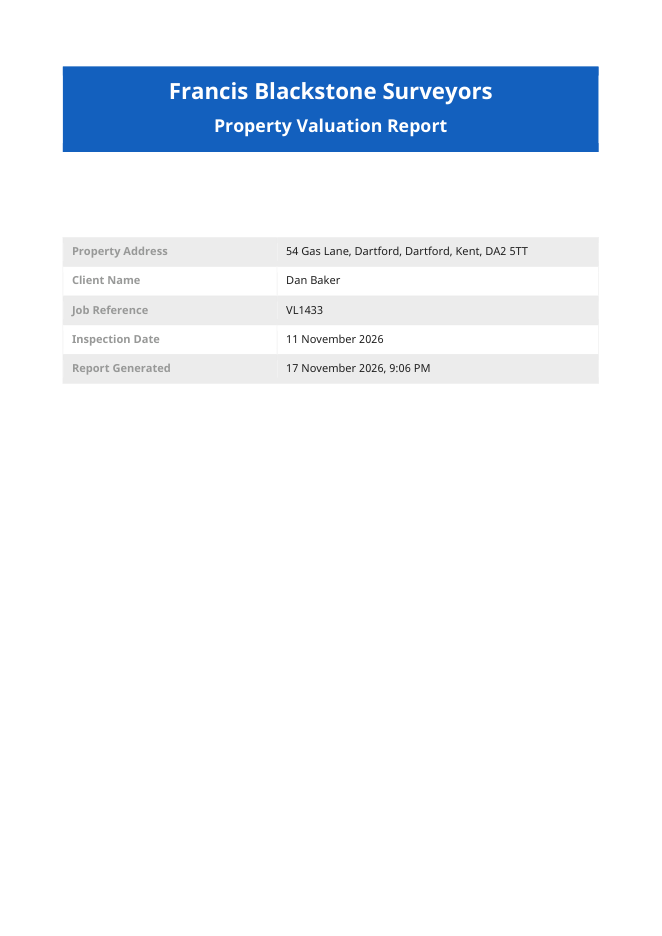 Francis Blackstone Surveyors
Property Valuation Report
Property Address 54 Gas Lane, Dartford, Dartford, Kent, DA2 5TT
Client Name Dan Baker
Job Reference VL1433
Inspection Date 11 November 2026
Report Generated 17 November 2026, 9:06 PM